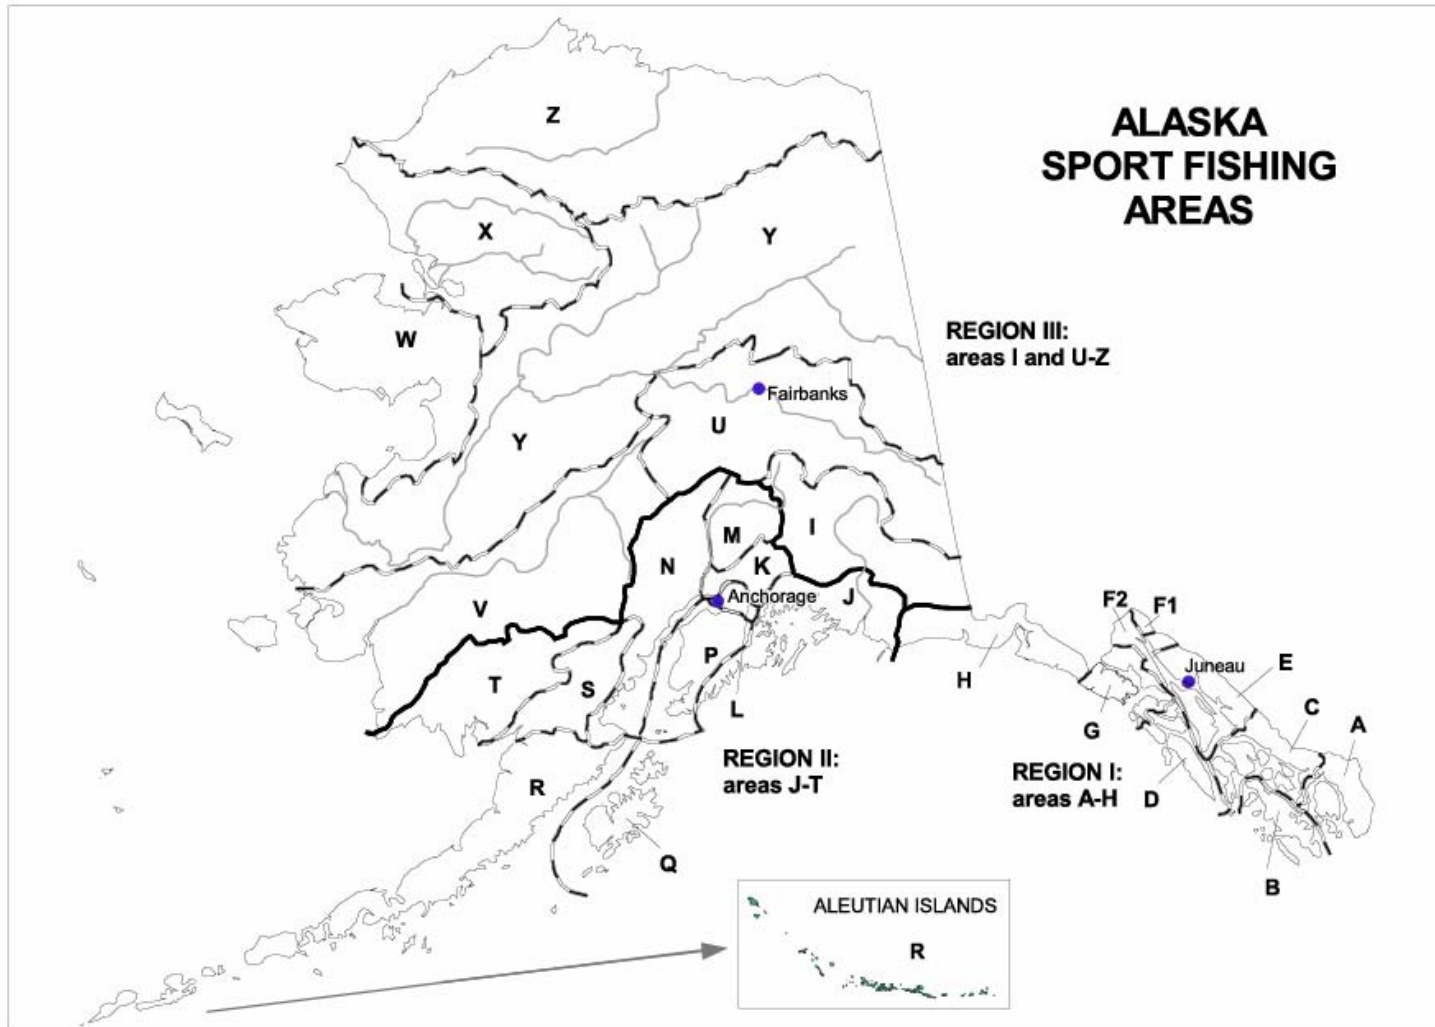 ALASKA
SPORT FISHING
AREAS
Z
X
Y
W
REGION III:
areas I and U-Z
Fairbanks
U
Y
M
I
N
K
Anchorage
J
V
F2
F1
P
Juneau
E
T
S
H
L
C
G
A
REGION II:
areas J-T
REGION I:
areas A-H
D
R
Q
B
ALEUTIAN ISLANDS
R